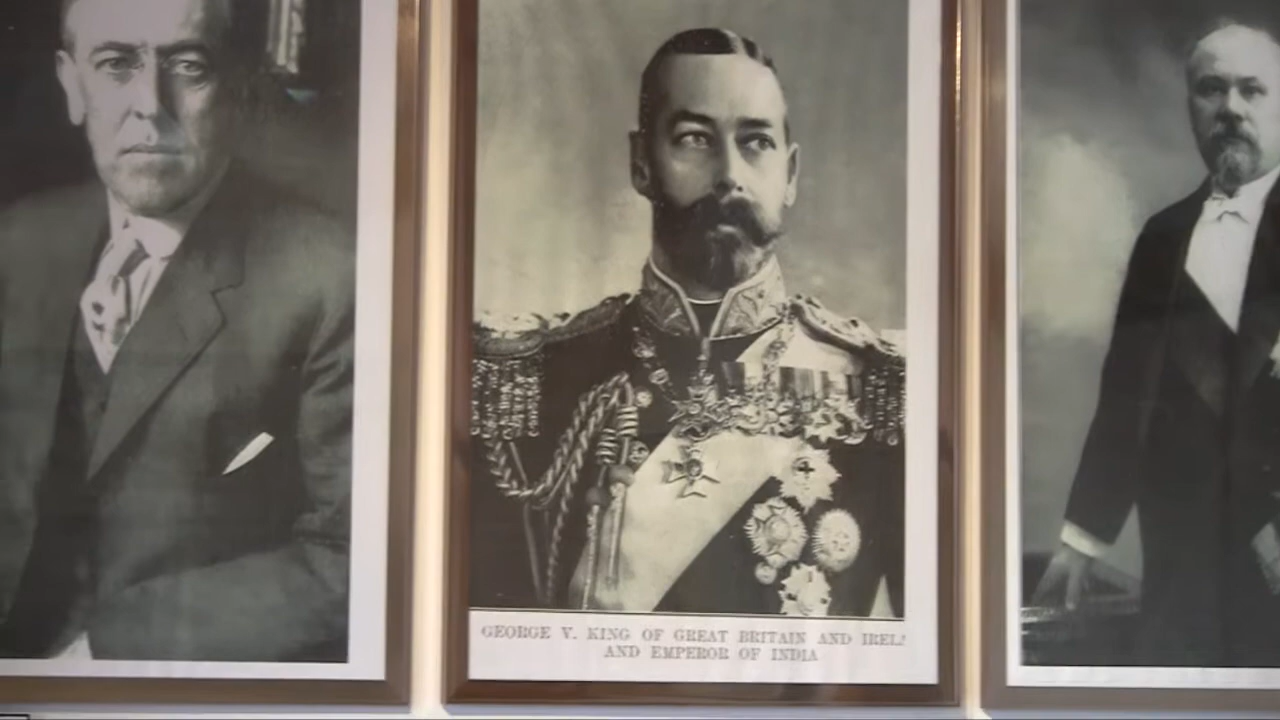 GEORGE V. KING OF GREAT BRITAIN AND IREL
AND EMPEROR OF INDIA